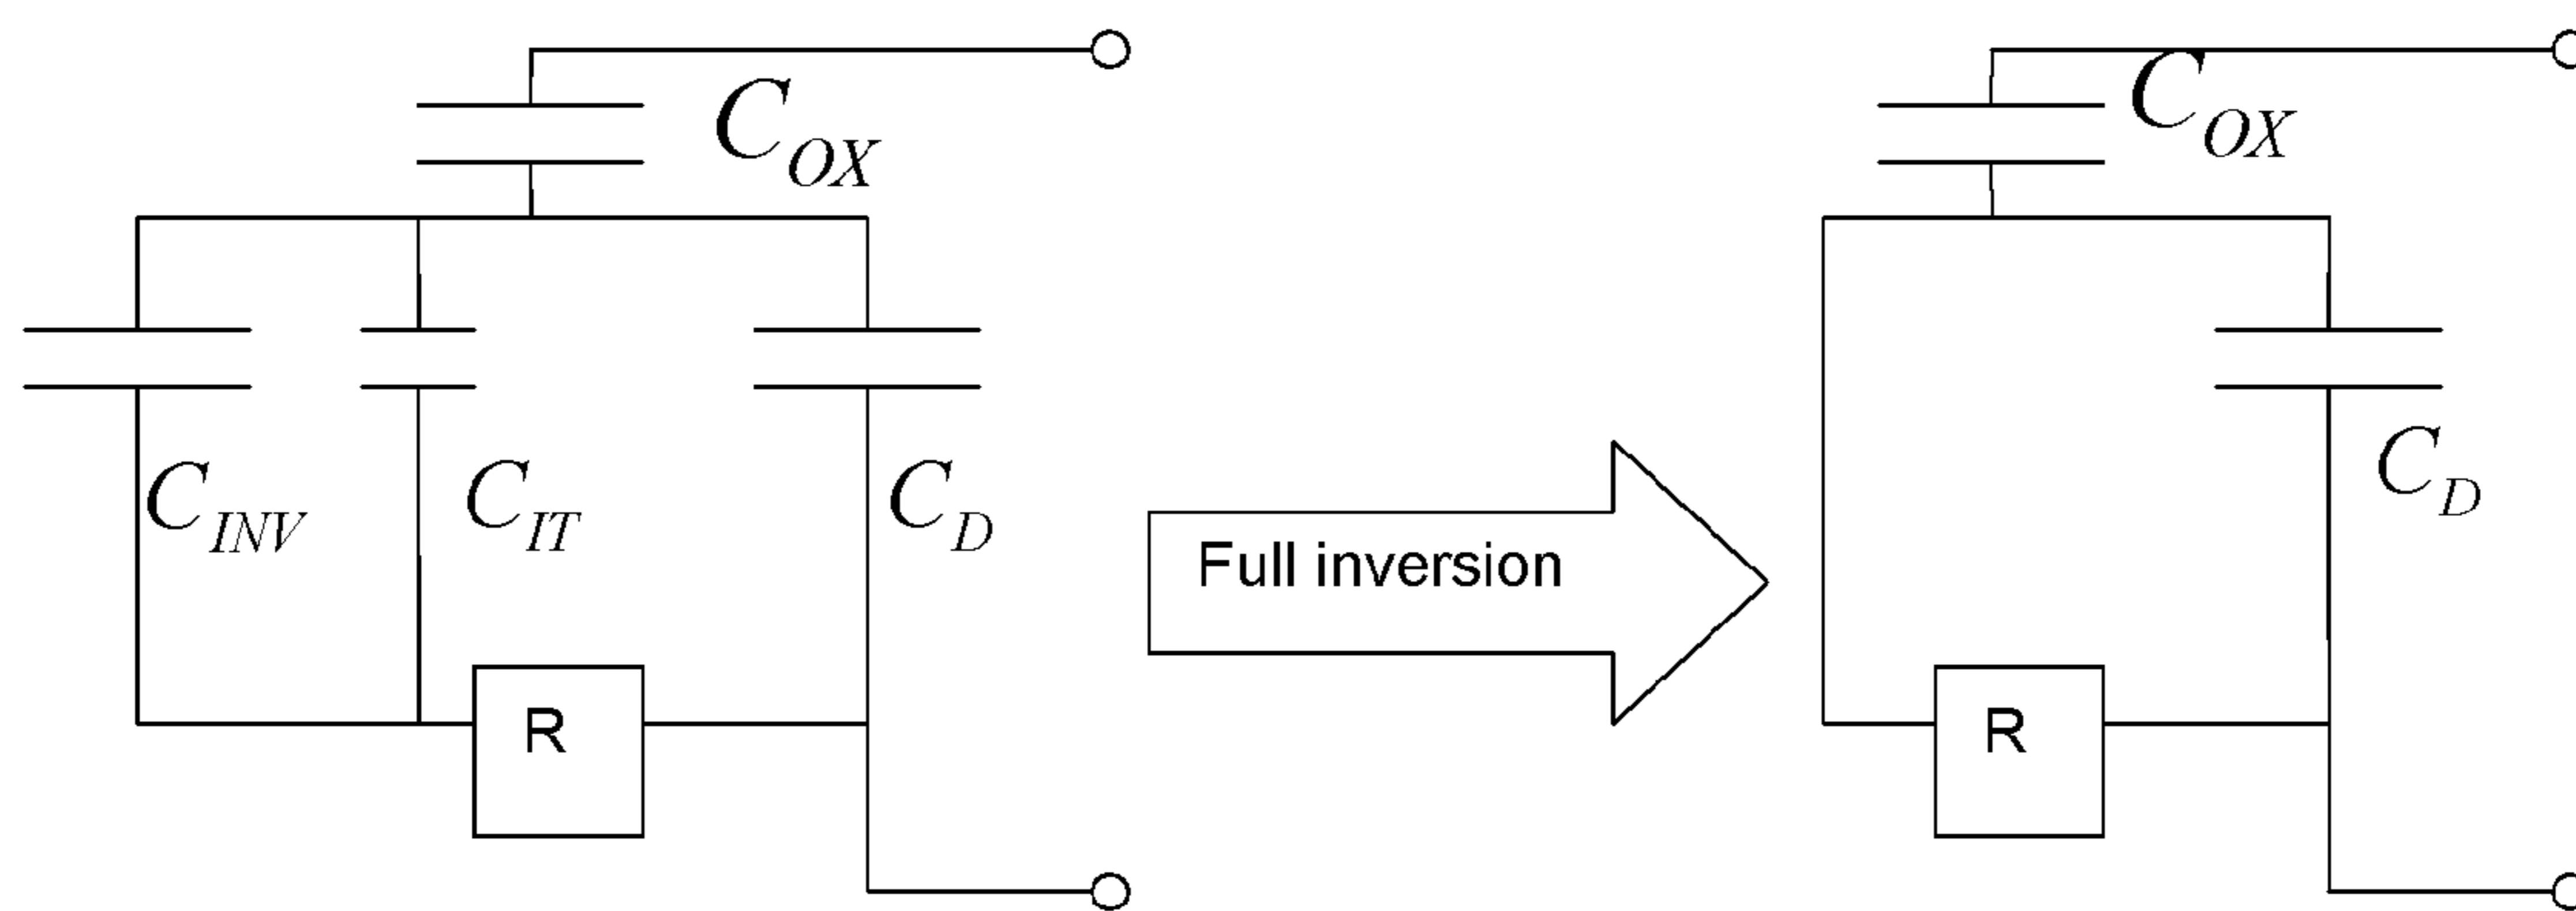 C_OX
C_INV
C_IT
C_D
R
Full inversion
C_OX
C_D
R